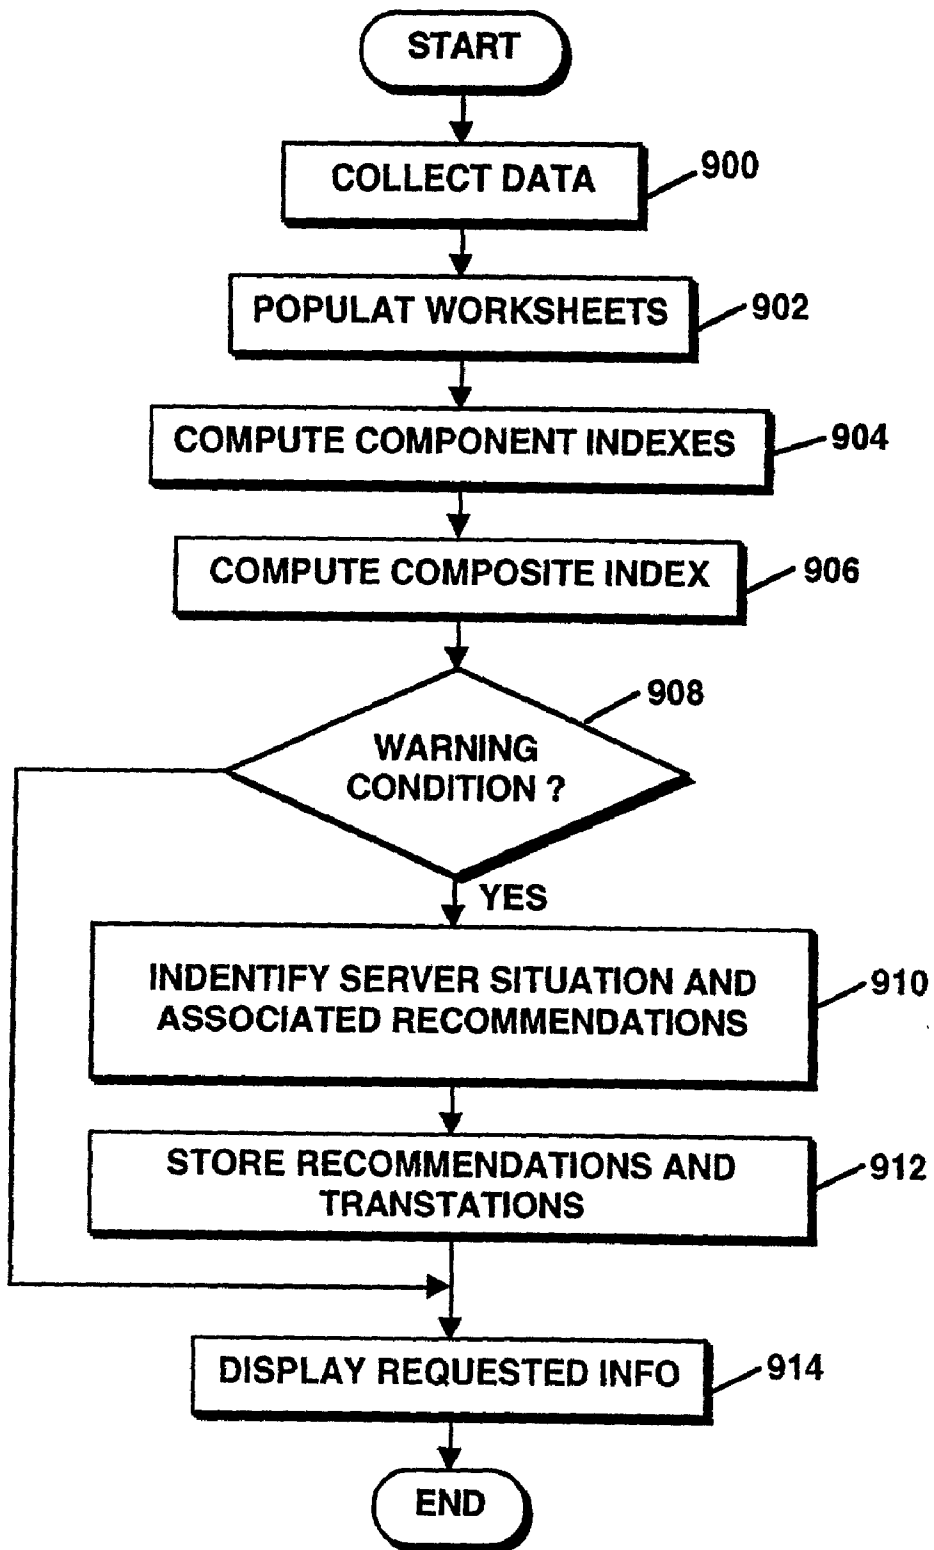 START
COLLECT DATA
900
POPULAT WORKSHEETS
902
COMPUTE COMPONENT INDEXES
904
COMPUTE COMPOSITE INDEX
906
908
WARNING
CONDITION ?
YES
INDENTIFY SERVER SITUATION AND
ASSOCIATED RECOMMENDATIONS
910
STORE RECOMMENDATIONS AND
TRANSTATIONS
912
DISPLAY REQUESTED INFO
914
END